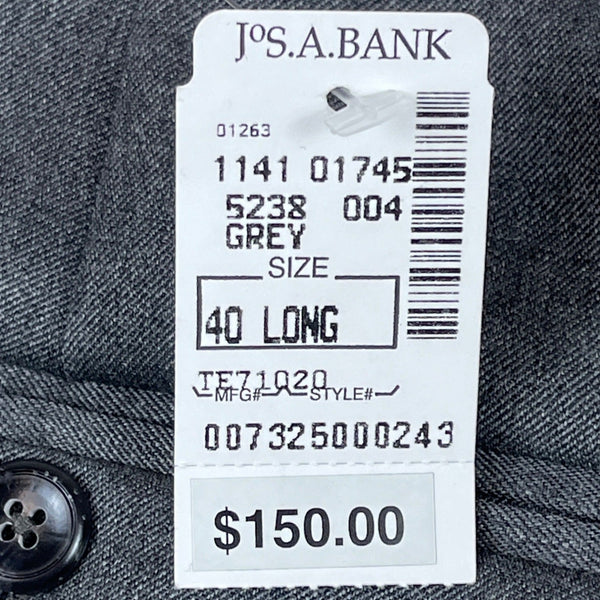 JoS.A.BANK
01263
1141 01745
5238 004
GREY
SIZE
40 LONG
TE71020
MFG# STYLE#
007325000243
$150.00